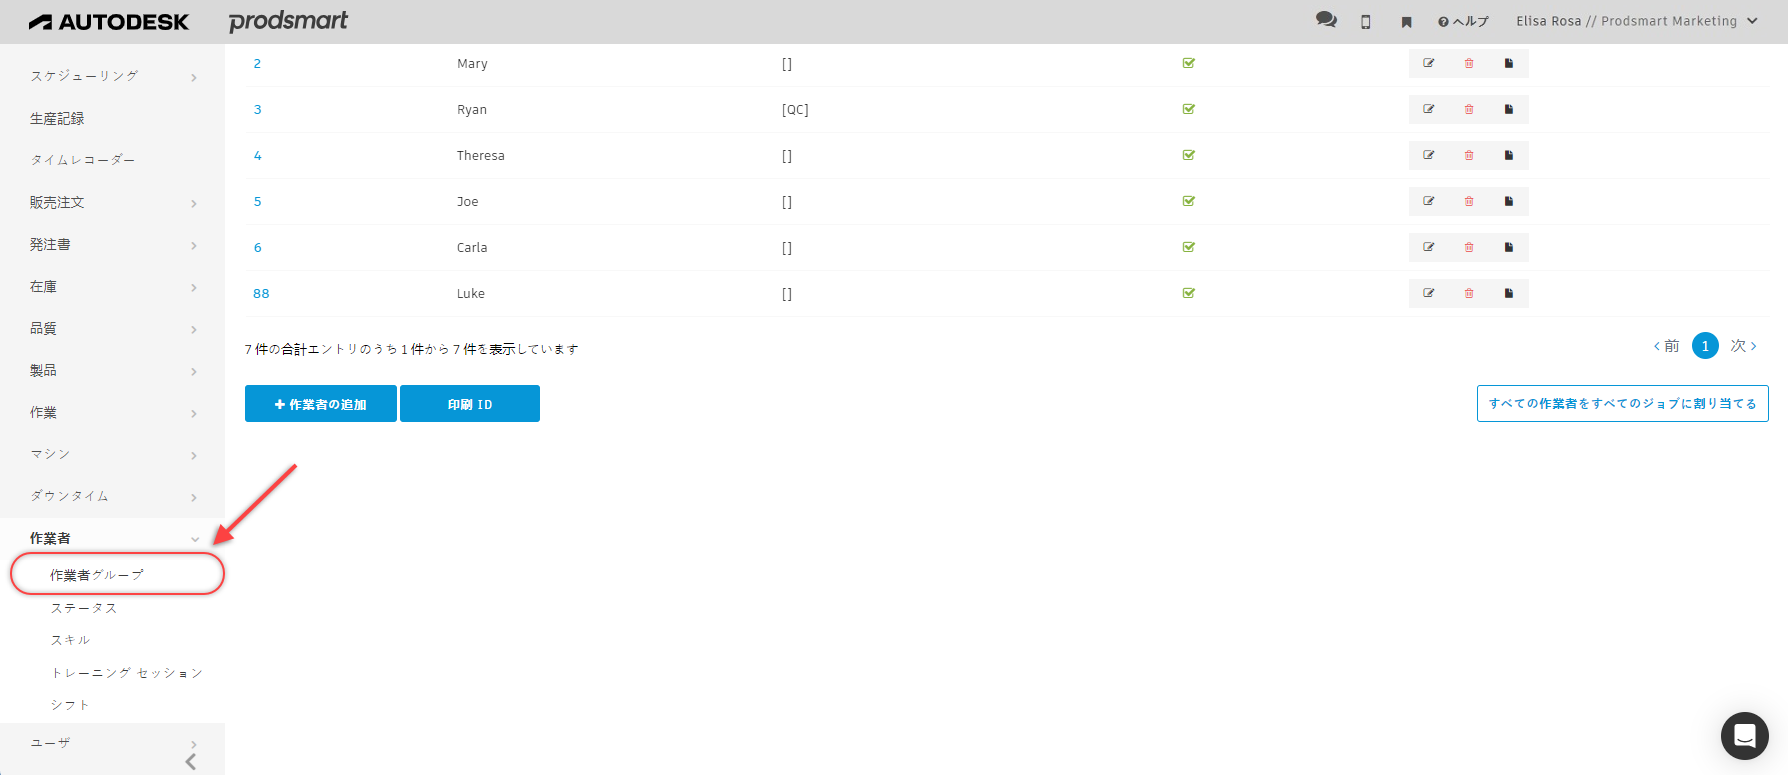 AUTODESK prodsmart ヘルプ Elisa Rosa // Prodsmart Marketing
スケジューリング
生産記録
タイムレコーダー
販売注文
発注書
在庫
品質
製品
作業
マシン
ダウンタイム
作業者
作業者グループ
ステータス
スキル
トレーニング セッション
シフト
ユーザ
2 Mary []
3 Ryan [QC]
4 Theresa []
5 Joe []
6 Carla []
88 Luke []
7 件の合計エントリのうち 1 件から 7 件を表示しています
前 1 次
作業者の追加 印刷 ID すべての作業者をすべてのジョブに割り当てる